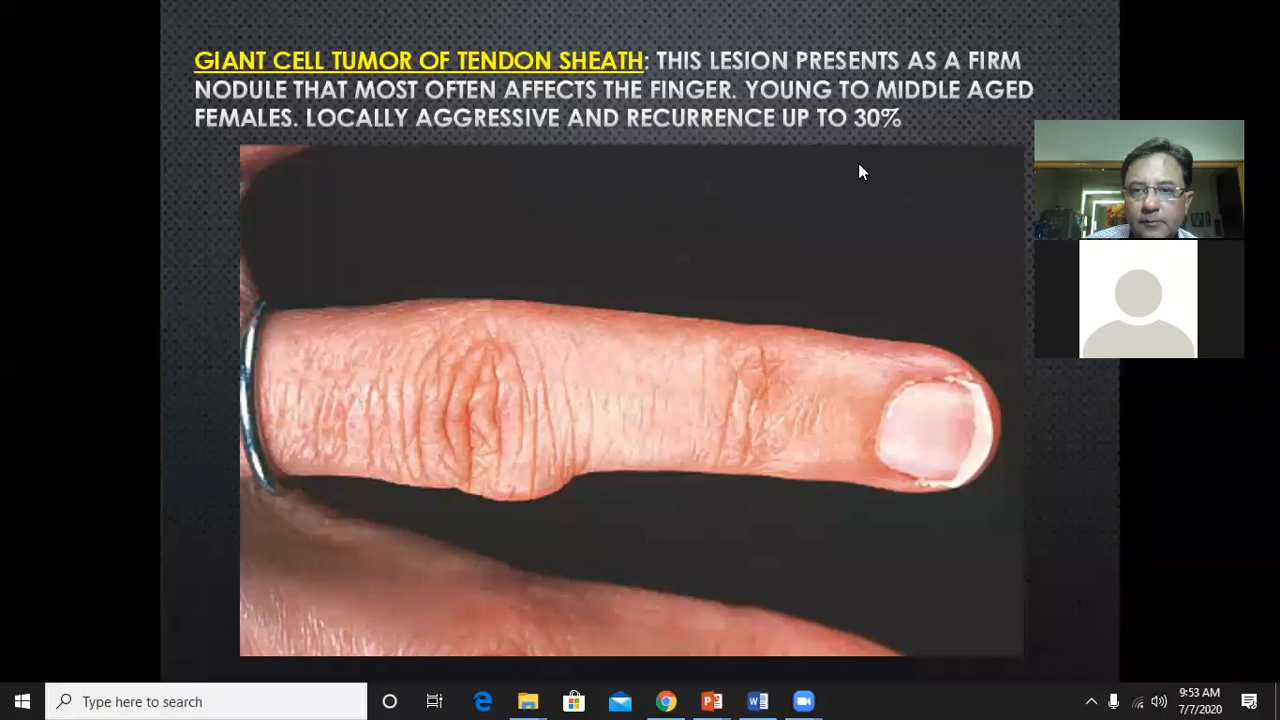 GIANT CELL TUMOR OF TENDON SHEATH: THIS LESION PRESENTS AS A FIRM
NODULE THAT MOST OFTEN AFFECTS THE FINGER. YOUNG TO MIDDLE AGED
FEMALES. LOCALLY AGGRESSIVE AND RECURRENCE UP TO 30%
Type here to search
9:53 AM
7/7/2020